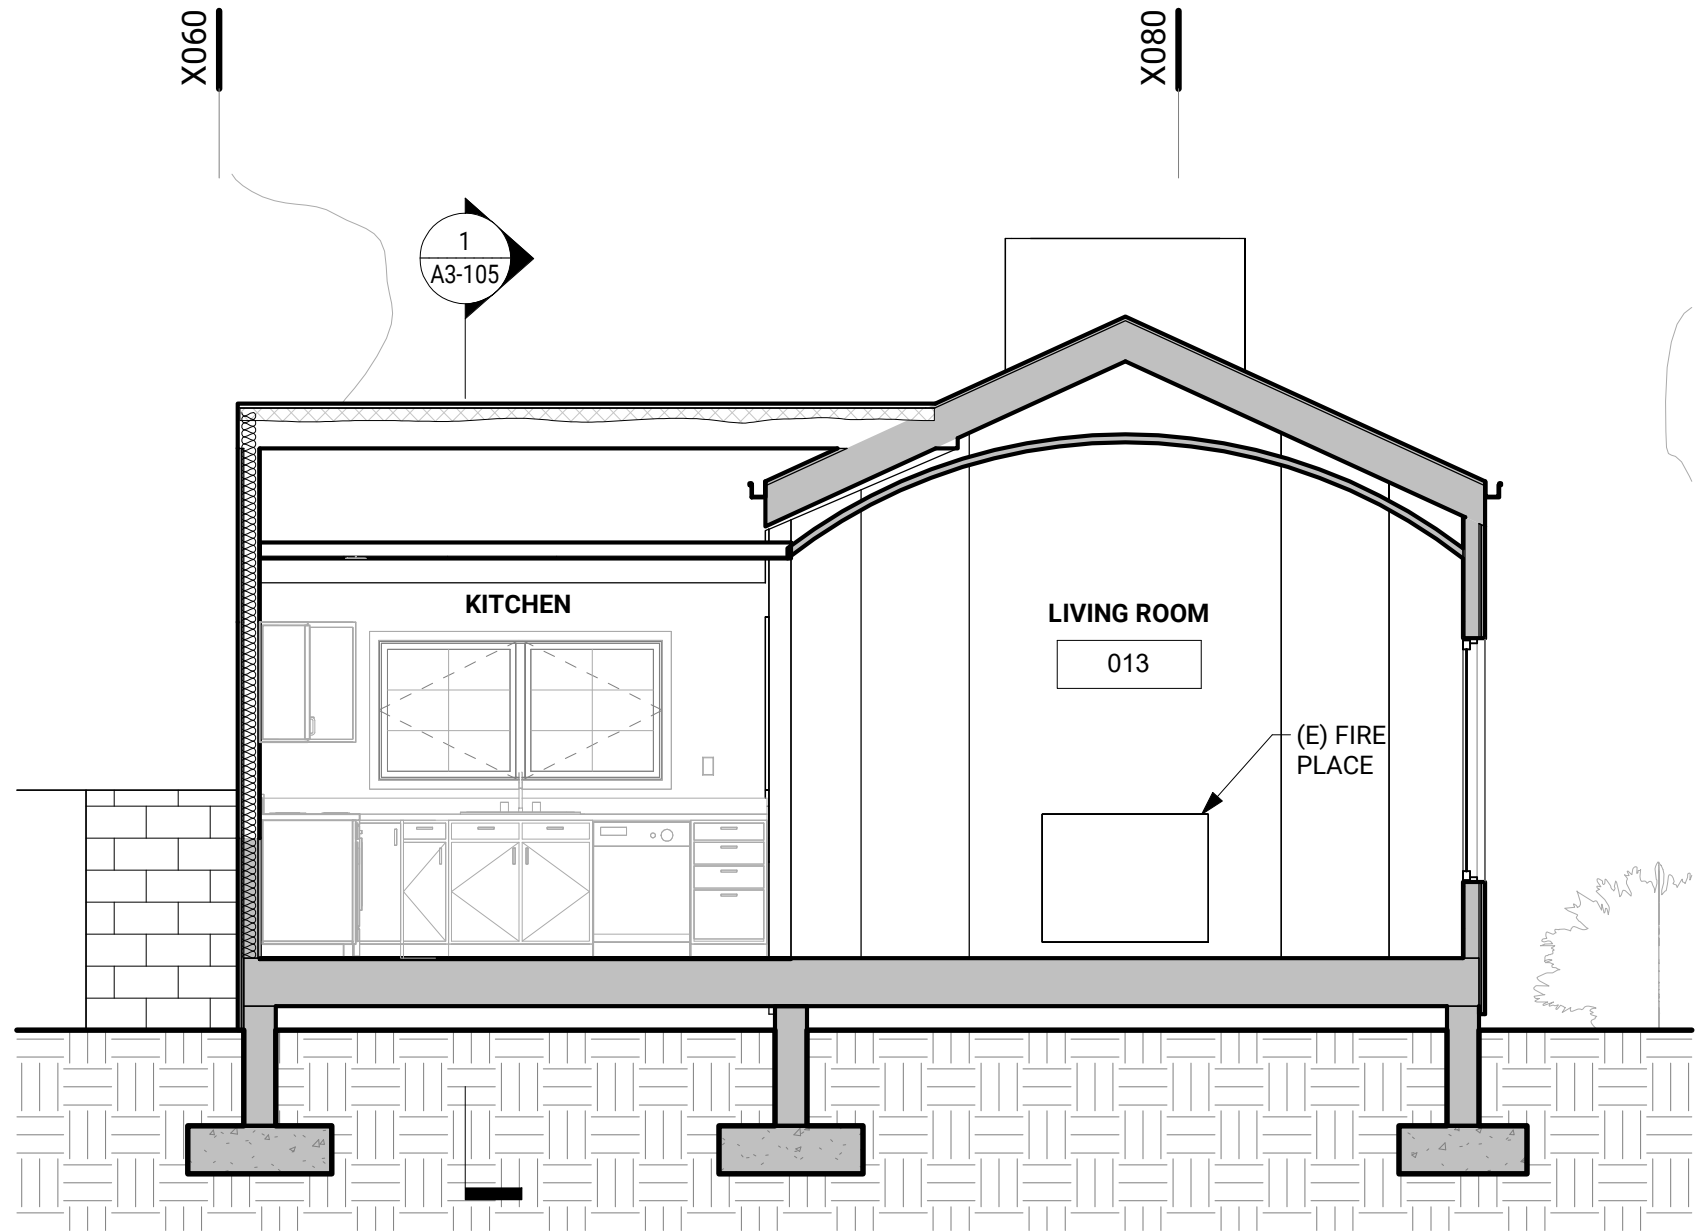 X060
X080
1
A3-105
KITCHEN
LIVING ROOM
013
(E) FIRE
PLACE